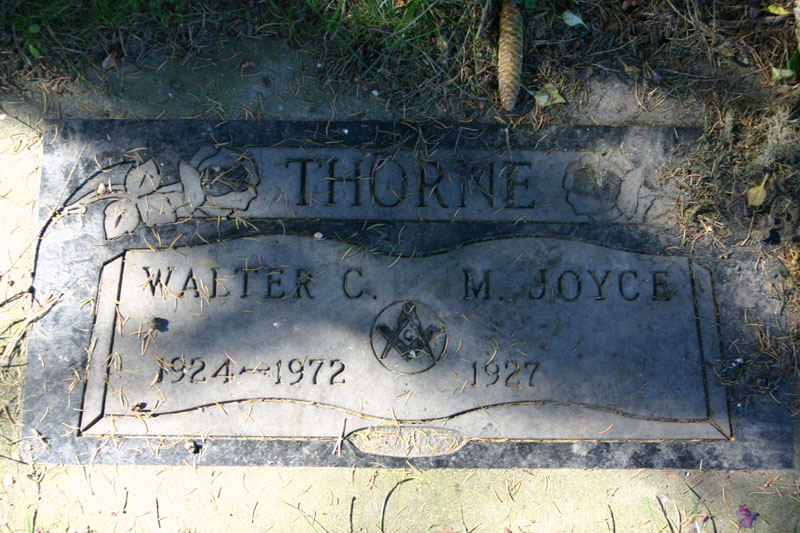 THORNE
WALTER C. M. JOYCE
G
1924-1972 1927